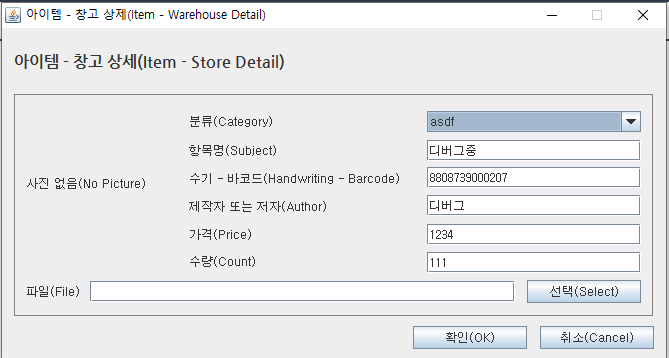 아이템 - 창고 상제(Item - Warehouse Detail)
아이템 - 창고 상세(Item - Store Detail)
분류(Category)
asdf
항목명(Subject)
디버그중
사진 없음(No Picture)
수기 - 바코드(Handwriting - Barcode)
8808739000207
제작자 또는 저자(Author)
디버그
가격(Price)
1234
수량(Count)
111
파일(File)
선택(Select)
확인(OK)
취소(Cancel)